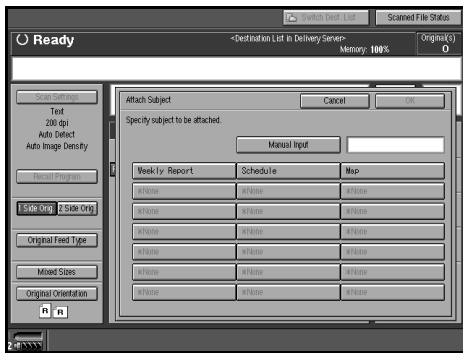 Switch Dest. List
Scanned File Status
Ready
<Destination List in Delivery Server>
Memory: 100%
Original(s)
0
Scan Settings
Text
200 dpi
Auto Detect
Auto Image Density
Recall Program
1 Side Orig. 2 Side Orig.
Original Feed Type
Mixed Sizes
Original Orientation
R R
2
Attach Subject
Cancel
OK
Specify subject to be attached.
Manual Input
Weekly Report Schedule Map
*None *None *None
*None *None *None
*None *None *None
*None *None *None
*None *None *None
*None *None *None